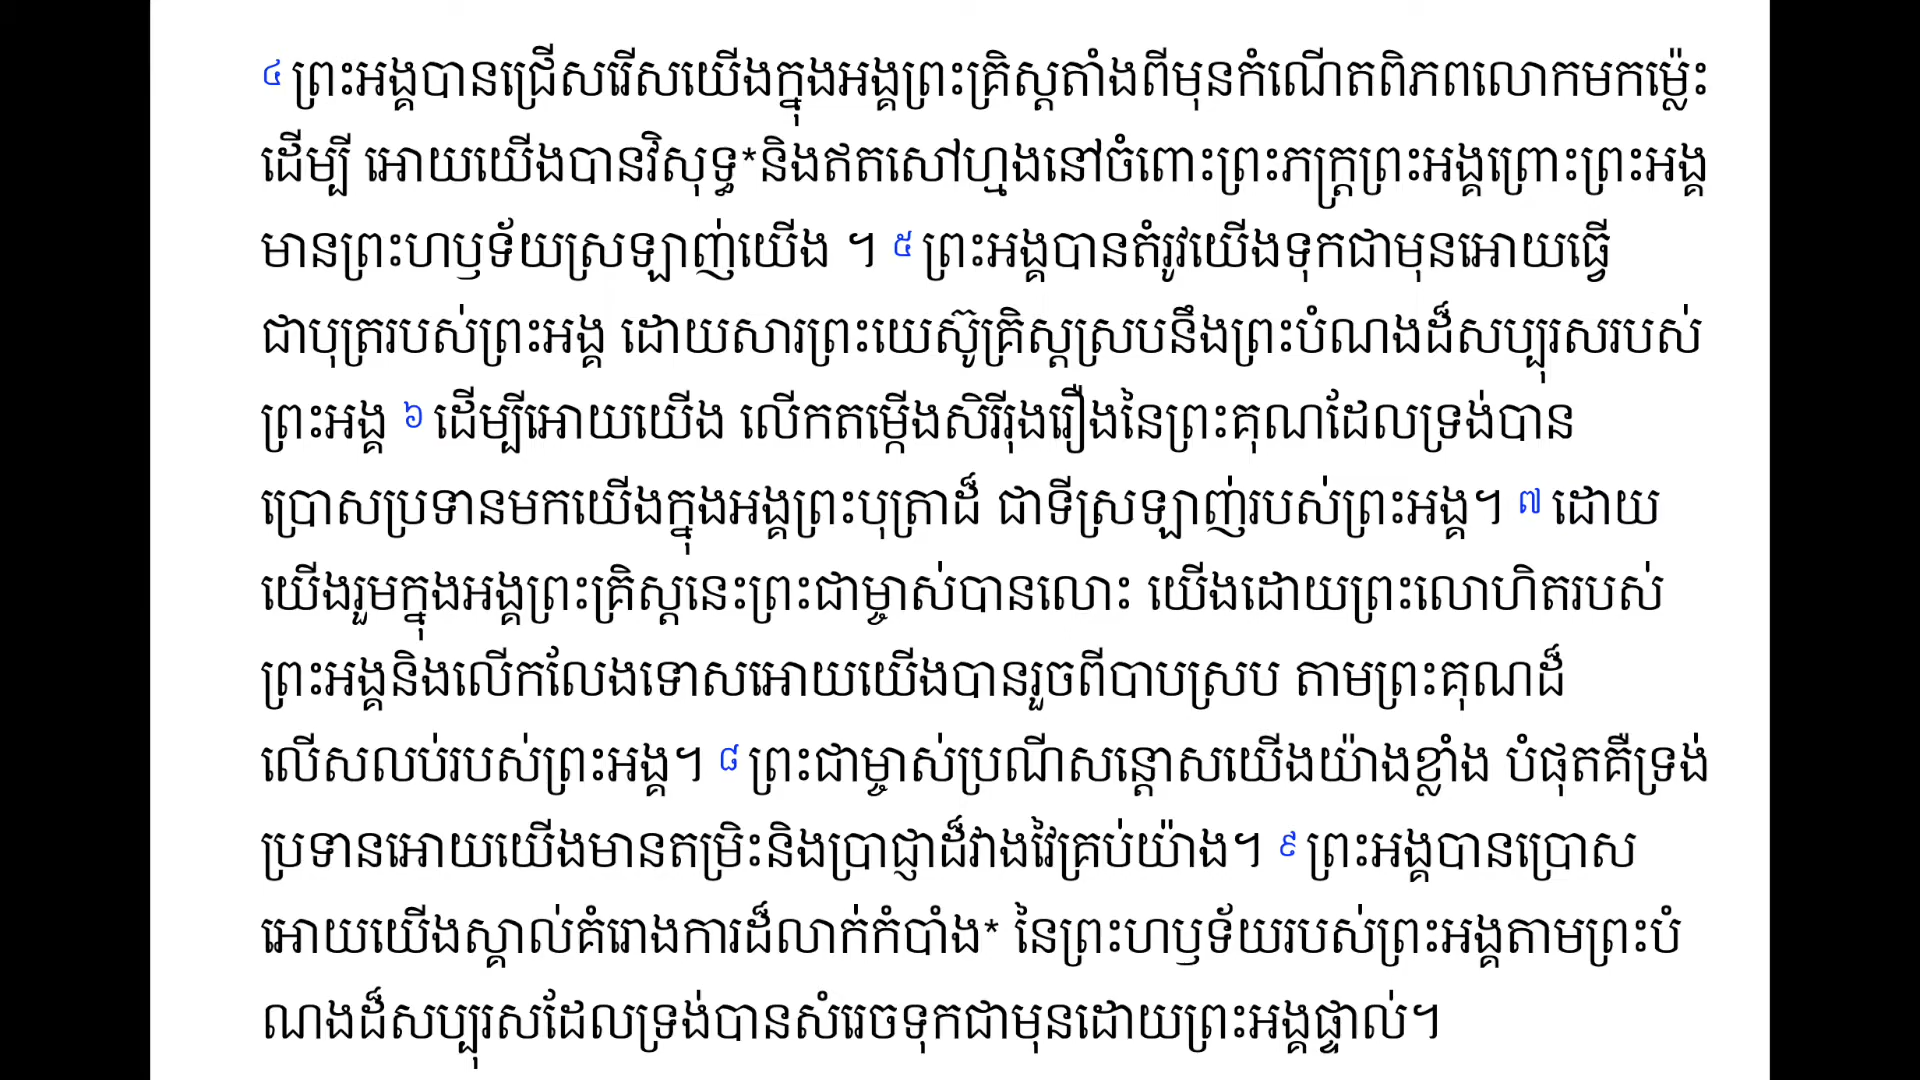 ៤ ព្រះអង្គបានជ្រើសរើសយើងក្នុងអង្គព្រះគ្រិស្ដតាំងពីមុនកំណើតពិភពលោកមកម៉្លេះ
ដើម្បី អោយយើងបានវិសុទ្ធ*និងឥតសៅហ្មងនៅចំពោះព្រះភក្ត្រព្រះអង្គព្រោះព្រះអង្គ
មានព្រះហឫទ័យស្រឡាញ់យើង ។ ៥ ព្រះអង្គបានតំរូវយើងទុកជាមុនអោយធ្វើ
ជាបុត្ររបស់ព្រះអង្គ ដោយសារព្រះយេស៊ូគ្រិស្ដស្របនឹងព្រះបំណងដ៏សប្បុរសរបស់
ព្រះអង្គ ៦ ដើម្បីអោយយើង លើកតម្កើងសិរីរុងរឿងនៃព្រះគុណដែលទ្រង់បាន
ប្រោសប្រទានមកយើងក្នុងអង្គព្រះបុត្រាដ៏ ជាទីស្រឡាញ់របស់ព្រះអង្គ។ ៧ ដោយ
យើងរួមក្នុងអង្គព្រះគ្រិស្ដនេះព្រះជាម្ចាស់បានលោះ យើងដោយព្រះលោហិតរបស់
ព្រះអង្គនិងលើកលែងទោសអោយយើងបានរួចពីបាបស្រប តាមព្រះគុណដ៏
លើសលប់របស់ព្រះអង្គ។ ៨ ព្រះជាម្ចាស់ប្រណីសន្ដោសយើងយ៉ាងខ្លាំង បំផុតគឺទ្រង់
ប្រទានអោយយើងមានតម្រិះនិងប្រាជ្ញាដ៏វាងវៃគ្រប់យ៉ាង។ ៩ ព្រះអង្គបានប្រោស
អោយយើងស្គាល់គំរោងការដ៏លាក់កំបាំង* នៃព្រះហឫទ័យរបស់ព្រះអង្គតាមព្រះបំ
ណងដ៏សប្បុរសដែលទ្រង់បានសំរេចទុកជាមុនដោយព្រះអង្គផ្ទាល់។